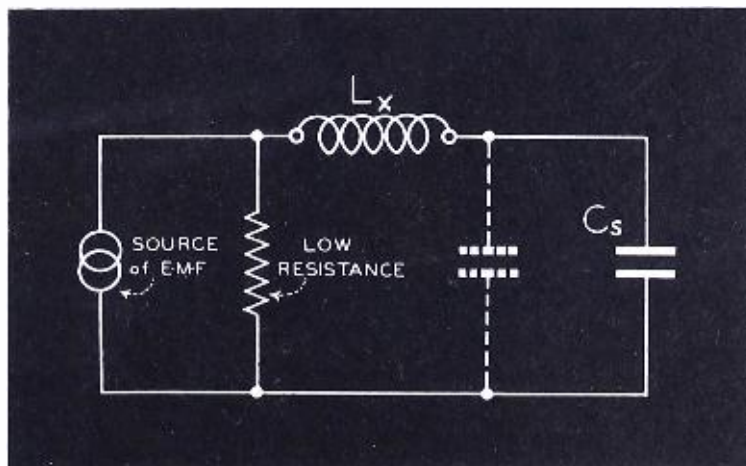 Lx
Cs
SOURCE
of E·M·F
LOW
RESISTANCE